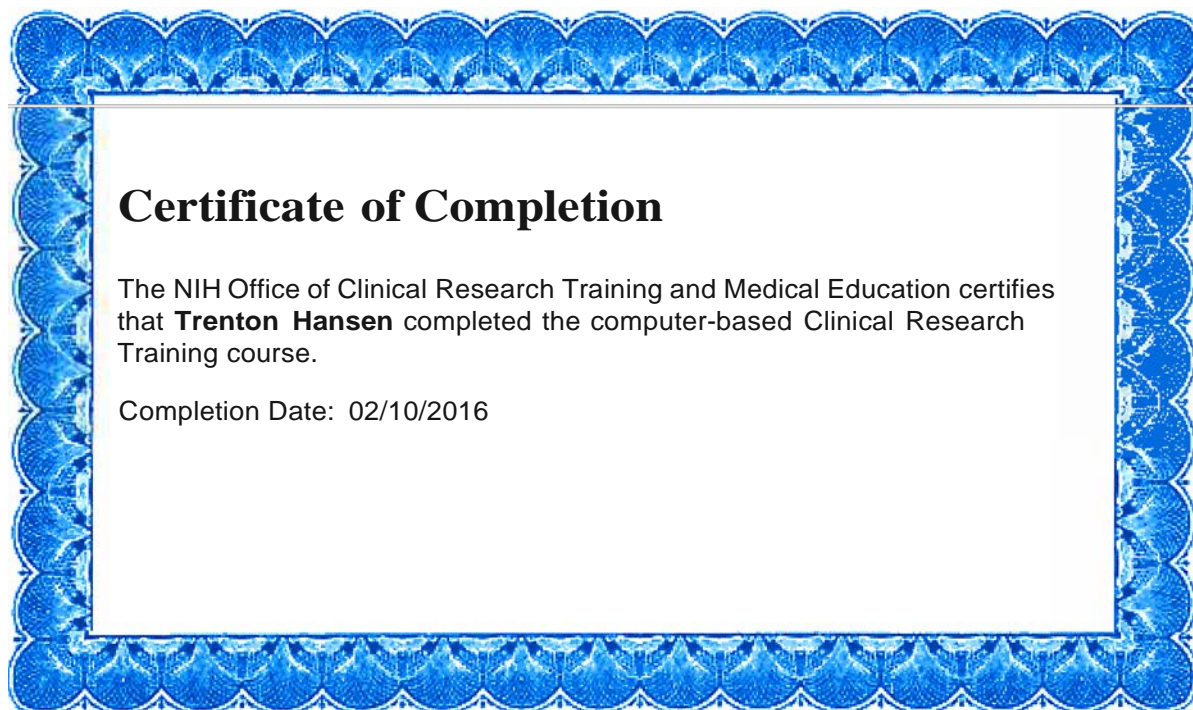 Certificate of Completion
The NIH Office of Clinical Research Training and Medical Education certifies
that Trenton Hansen completed the computer-based Clinical Research
Training course.
Completion Date: 02/10/2016